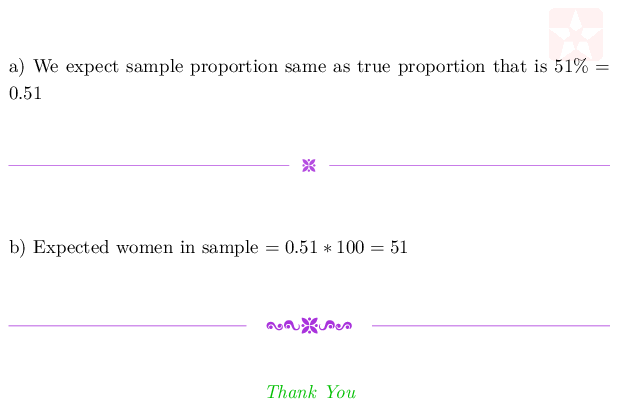 a) We expect sample proportion same as true proportion that is 51% =
0.51
b) Expected women in sample = 0.51 ∗ 100 = 51
Thank You